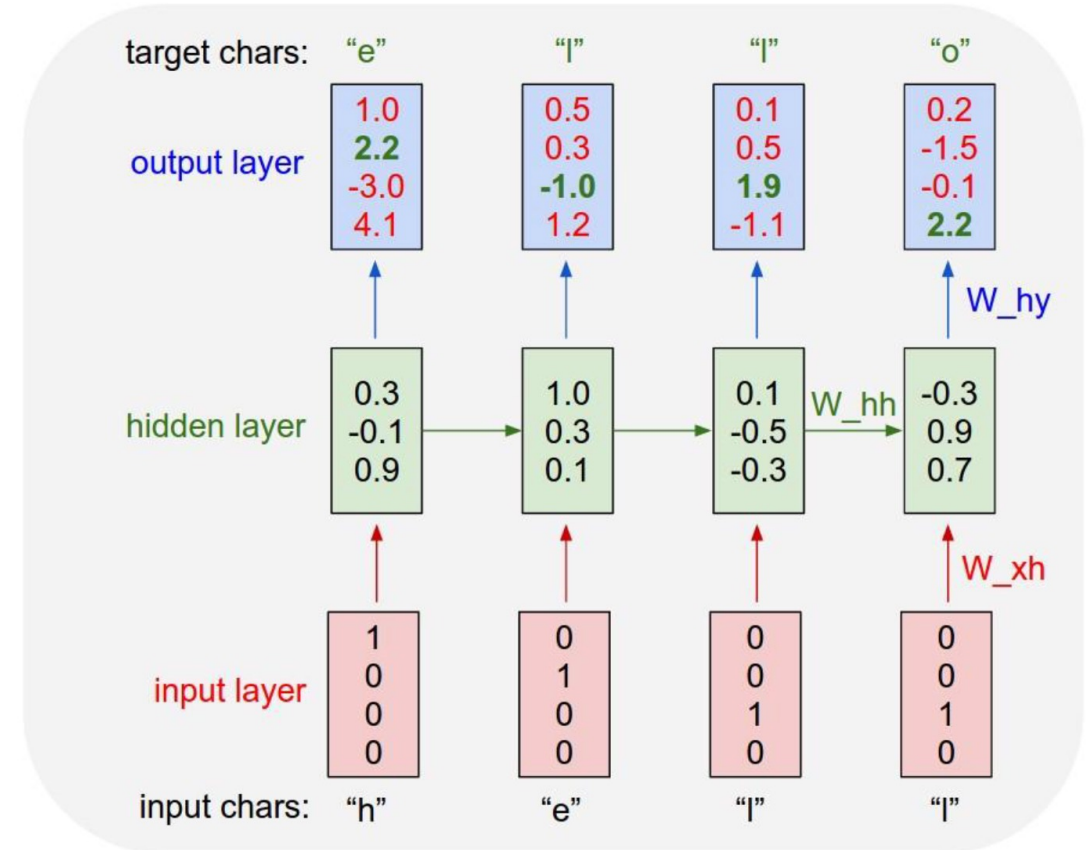 target chars: “e” “l” “l” “o”
output layer
1.0 0.5 0.1 0.2
2.2 0.3 0.5 -1.5
-3.0 -1.0 1.9 -0.1
4.1 1.2 -1.1 2.2
W_hy
hidden layer
0.3 1.0 0.1 -0.3
-0.1 0.3 -0.5 0.9
0.9 0.1 -0.3 0.7
W_hh
W_xh
input layer
1 0 0 0
0 1 0 0
0 0 1 1
0 0 0 0
input chars: “h” “e” “l” “l”